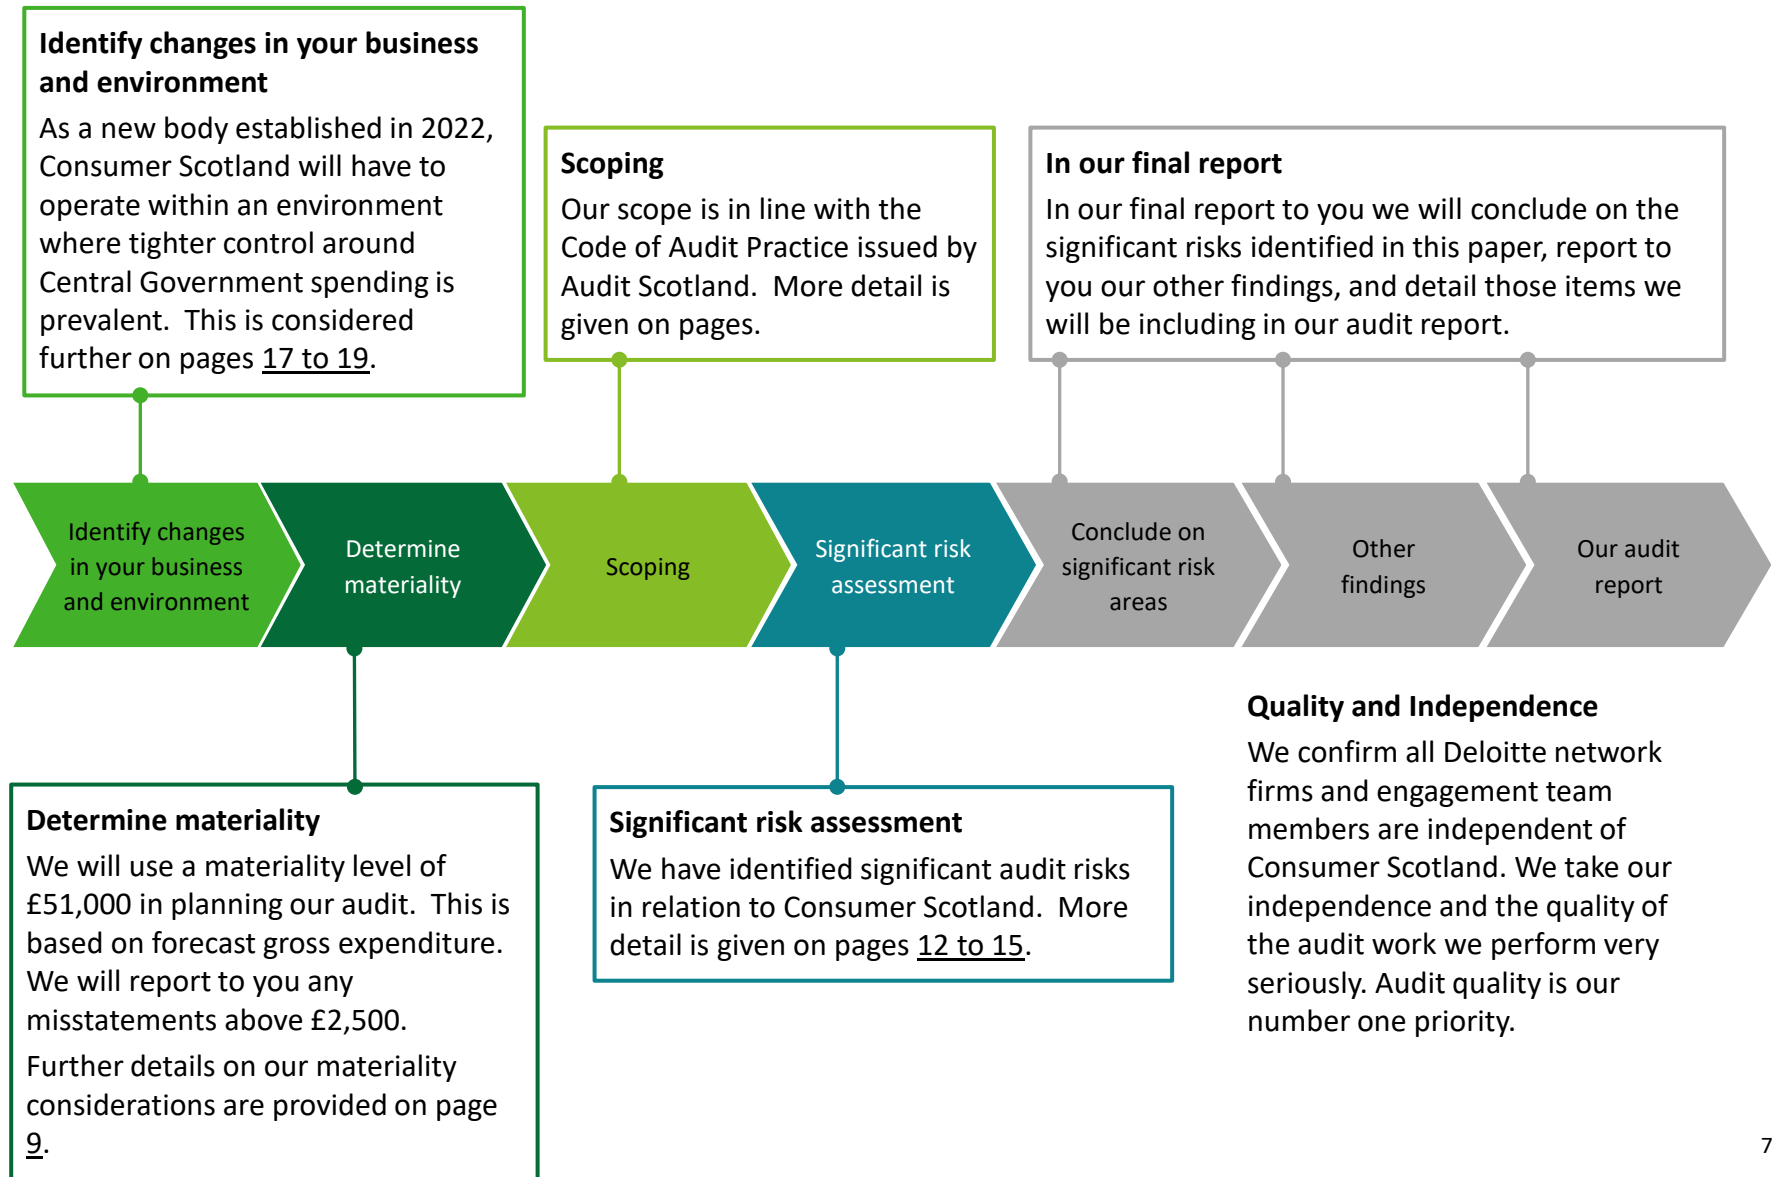 Identify changes in your business
and environment
As a new body established in 2022,
Consumer Scotland will have to
operate within an environment
where tighter control around
Central Government spending is
prevalent.  This is considered
further on pages 17 to 19.
Scoping
Our scope is in line with the
Code of Audit Practice issued by
Audit Scotland.  More detail is
given on pages.
In our final report
In our final report to you we will conclude on the
significant risks identified in this paper, report to
you our other findings, and detail those items we
will be including in our audit report.
Identify changes
in your business
and environment
Determine
materiality
Scoping
Significant risk
assessment
Conclude on
significant risk
areas
Other
findings
Our audit
report
Determine materiality
We will use a materiality level of
£51,000 in planning our audit.  This is
based on forecast gross expenditure.
We will report to you any
misstatements above £2,500.
Further details on our materiality
considerations are provided on page
9.
Significant risk assessment
We have identified significant audit risks
in relation to Consumer Scotland.  More
detail is given on pages 12 to 15.
Quality and Independence
We confirm all Deloitte network
firms and engagement team
members are independent of
Consumer Scotland. We take our
independence and the quality of
the audit work we perform very
seriously. Audit quality is our
number one priority.
7